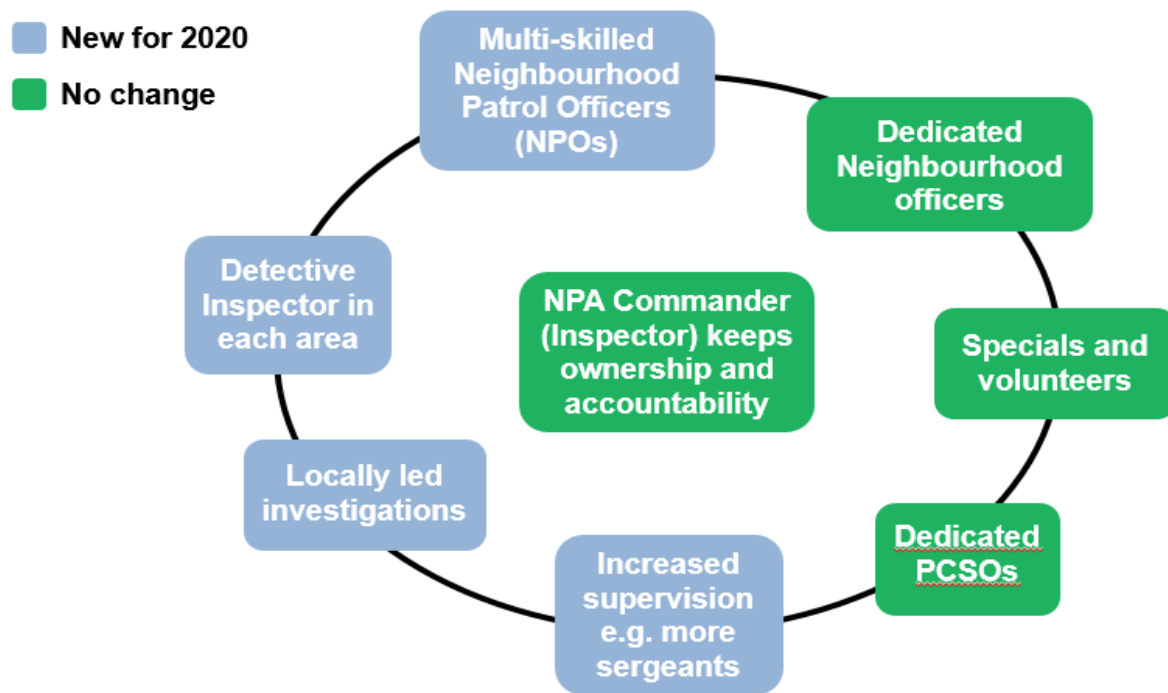 New for 2020
No change
Multi-skilled
Neighbourhood
Patrol Officers
(NPOs)
Dedicated
Neighbourhood
officers
Specials and
volunteers
Dedicated
PCSOs
Increased
supervision
e.g. more
sergeants
Locally led
investigations
Detective
Inspector in
each area
NPA Commander
(Inspector) keeps
ownership and
accountability